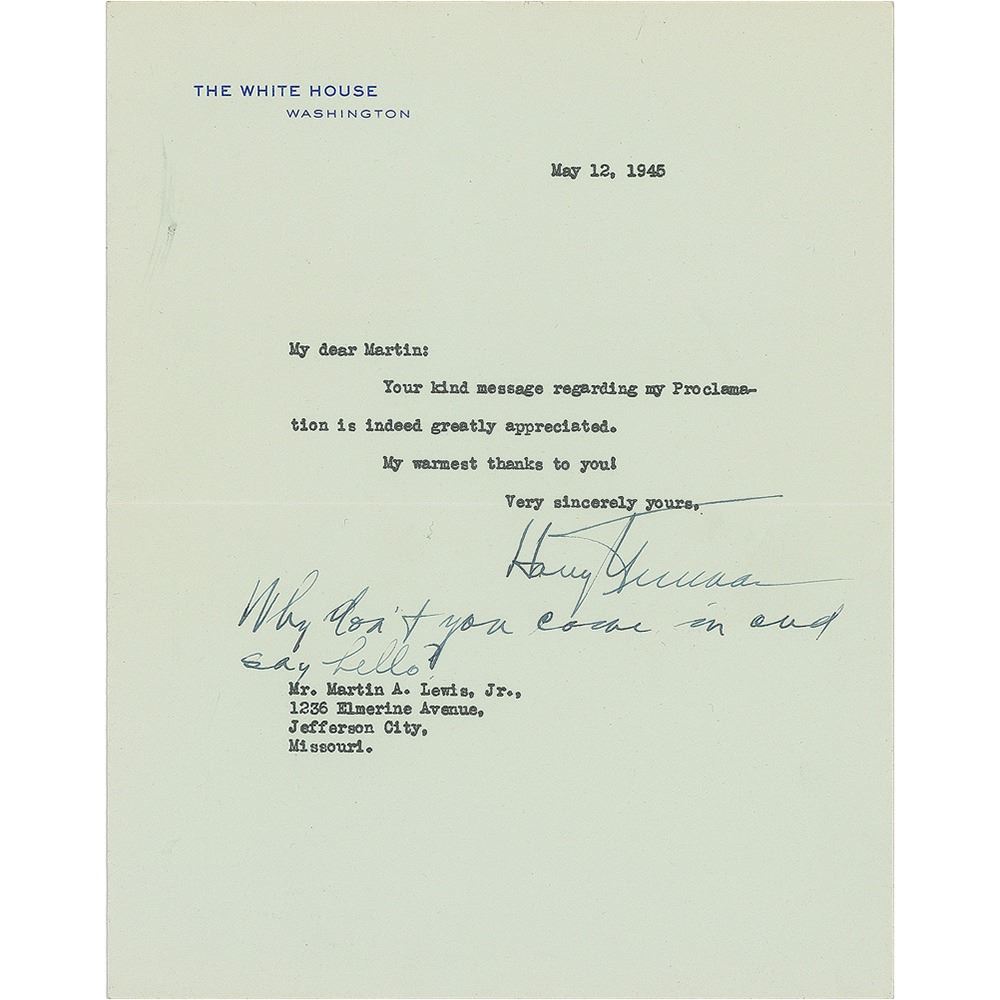 THE WHITE HOUSE
WASHINGTON
May 12, 1945
My dear Martin:
Your kind message regarding my Proclama-
tion is indeed greatly appreciated.
My warmest thanks to you!
Very sincerely yours,
Harry Truman
Why don't you come in and
say hello?
Mr. Martin A. Lewis, Jr.,
1236 Elmerine Avenue,
Jefferson City,
Missouri.